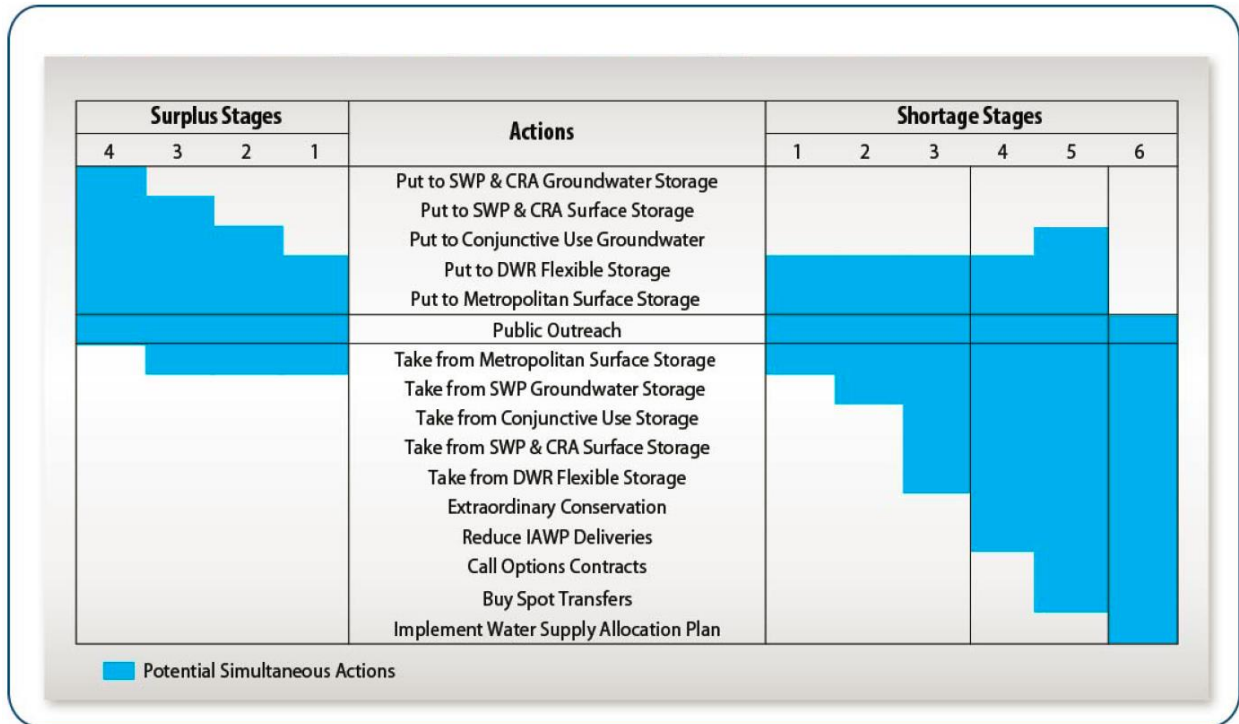 Surplus Stages
Actions
Shortage Stages
4 3 2 1
1 2 3 4 5 6
Put to SWP & CRA Groundwater Storage
Put to SWP & CRA Surface Storage
Put to Conjunctive Use Groundwater
Put to DWR Flexible Storage
Put to Metropolitan Surface Storage
Public Outreach
Take from Metropolitan Surface Storage
Take from SWP Groundwater Storage
Take from Conjunctive Use Storage
Take from SWP & CRA Surface Storage
Take from DWR Flexible Storage
Extraordinary Conservation
Reduce IAWP Deliveries
Call Options Contracts
Buy Spot Transfers
Implement Water Supply Allocation Plan
Potential Simultaneous Actions